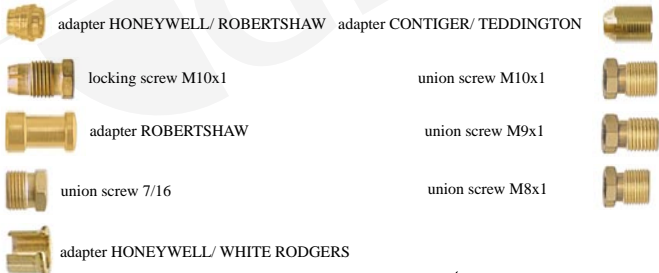 adapter HONEYWELL/ ROBERTSHAW
adapter CONTIGER/ TEDDINGTON
locking screw M10x1
union screw M10x1
adapter ROBERTSHAW
union screw M9x1
union screw 7/16
union screw M8x1
adapter HONEYWELL/ WHITE RODGERS